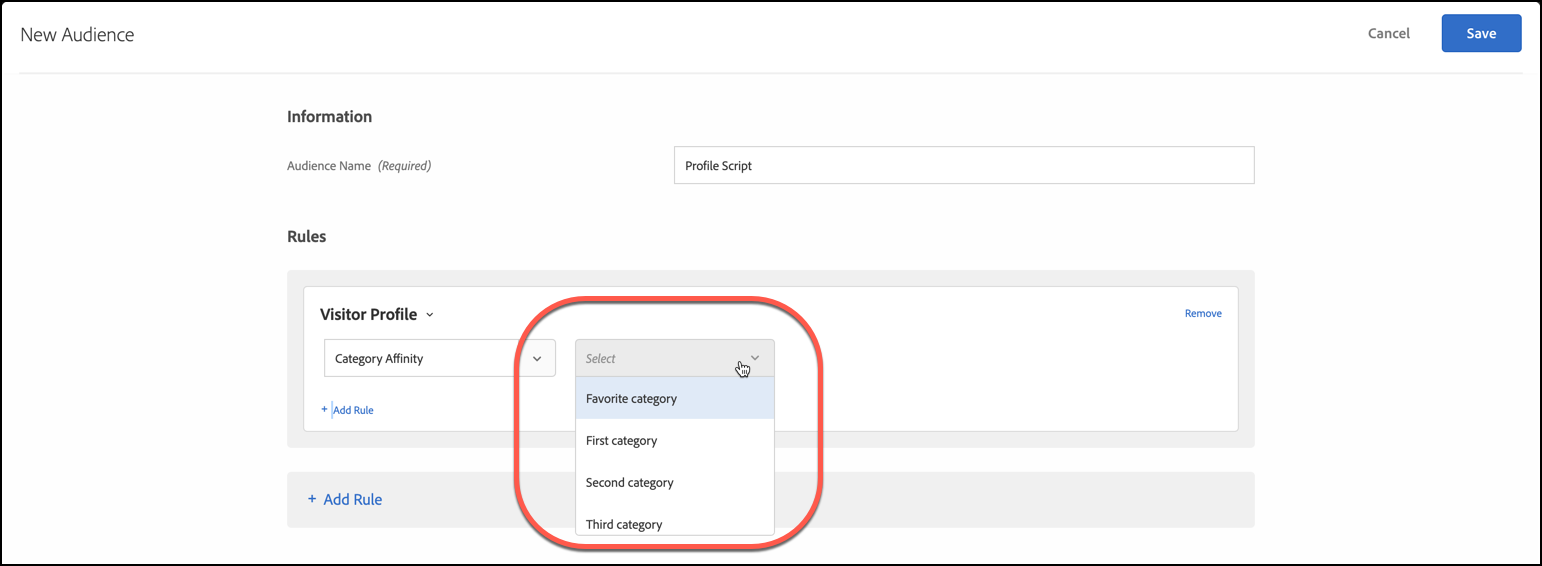 New Audience
Cancel
Save
Information
Audience Name (Required)
Profile Script
Rules
Visitor Profile
Remove
Category Affinity
Select
Favorite category
+ Add Rule
First category
Second category
+ Add Rule
Third category